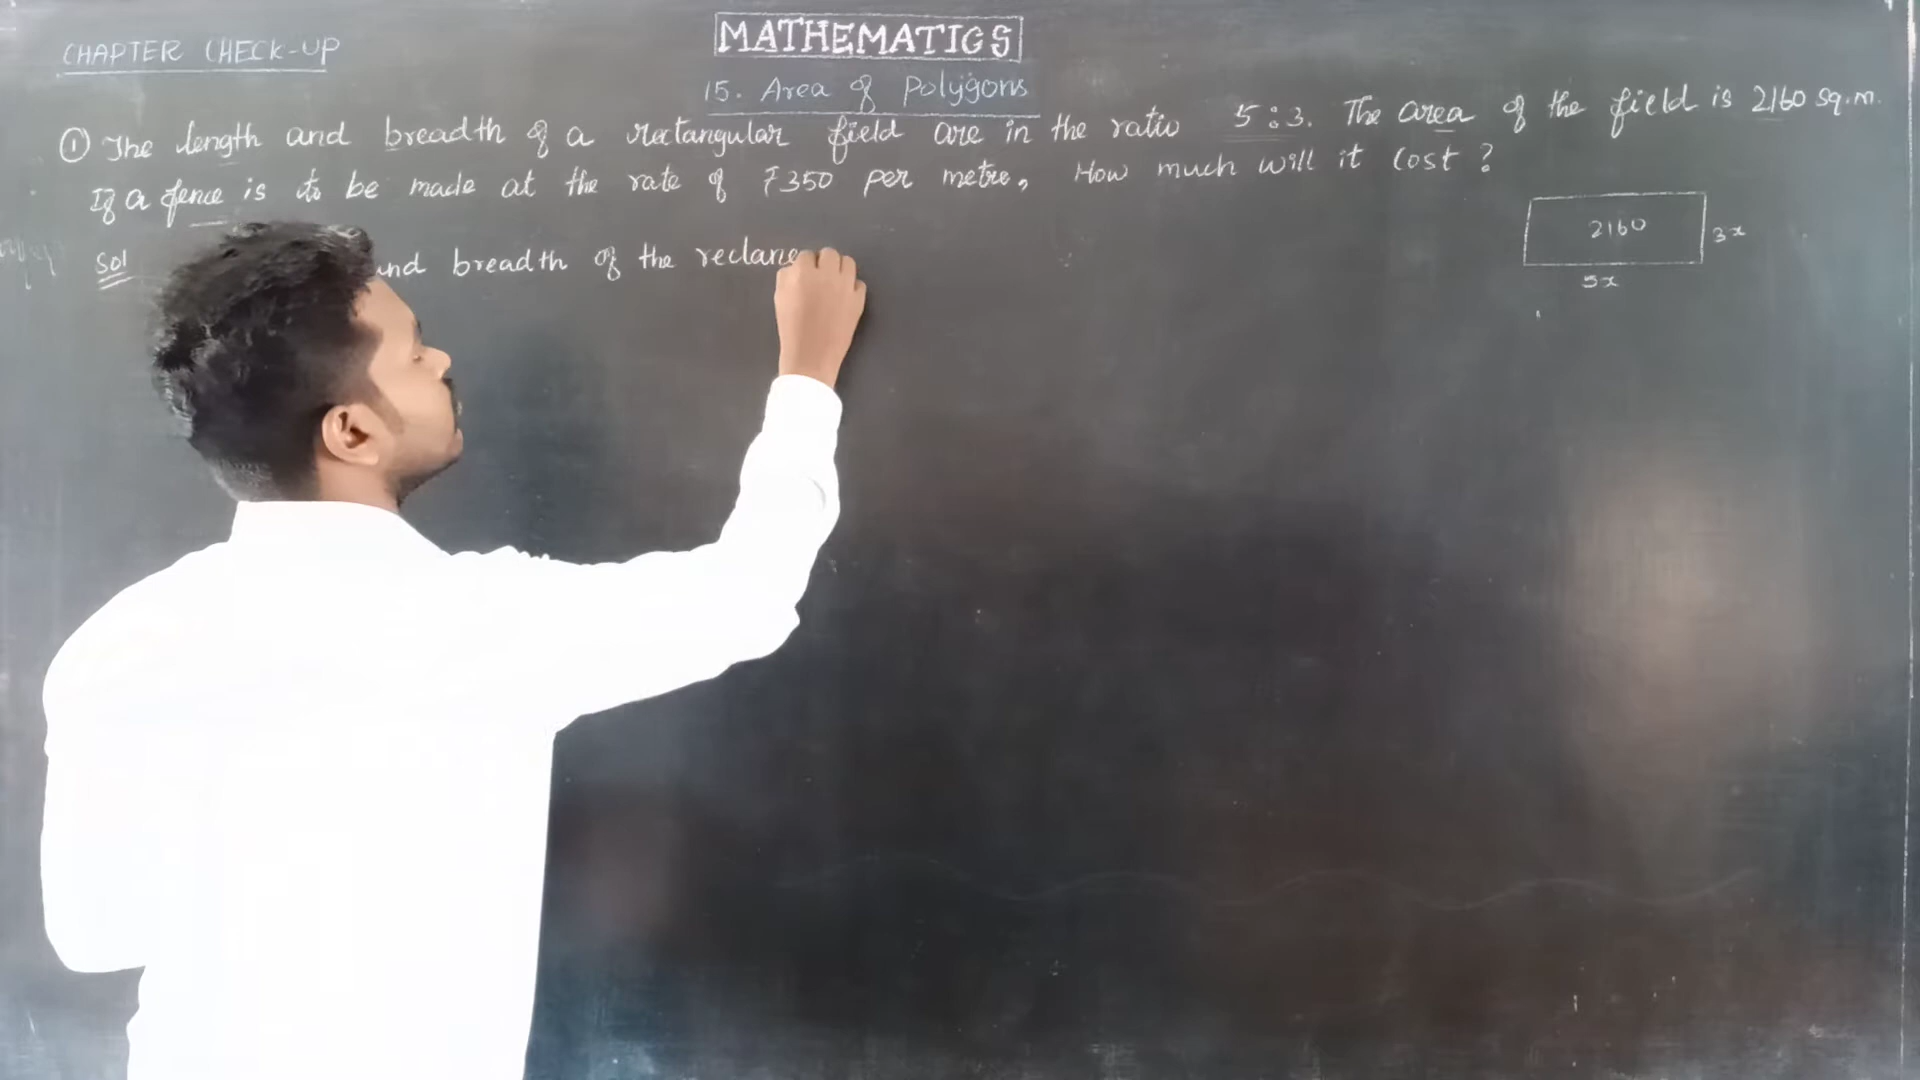 CHAPTER CHECK-UP
MATHEMATICS
15. Area of Polygons
① The length and breadth of a rectangular field are in the ratio 5:3. The area of the field is 2160 sq.m.
If a fence is to be made at the rate of ₹350 per metre, How much will it cost?
2160
3x
5x
Sol
and breadth of the rectang